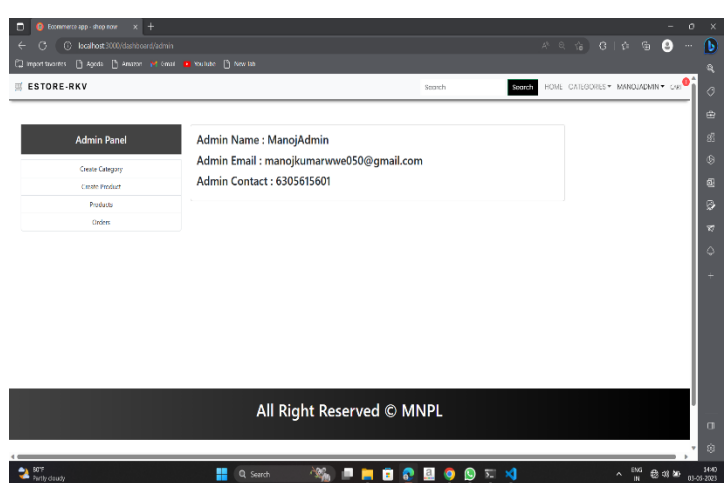 Ecommerce app - shop now
localhost:3000/dashboard/admin
Import favorites Agoda Amazon Gmail YouTube New tab
ESTORE-RKV Search Search HOME CATEGORIES MANOJADMIN CART
Admin Panel
Create Category
Create Product
Products
Orders
Admin Name : ManojAdmin
Admin Email : manojkumarwwe050@gmail.com
Admin Contact : 6305615601
All Right Reserved © MNPL
Partly cloudy
Search
ENG
IN
14:40
03-03-2023